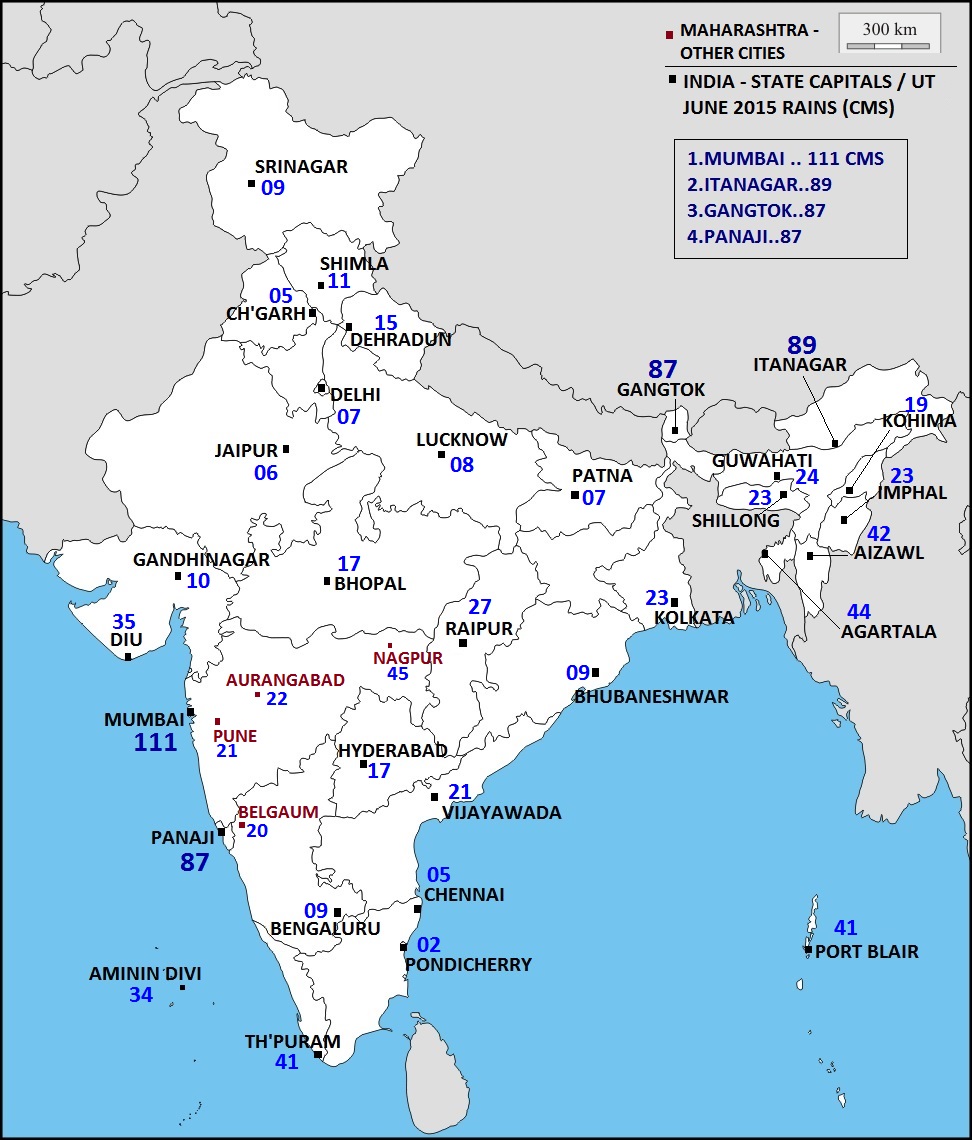 300 km
MAHARASHTRA -
OTHER CITIES
INDIA - STATE CAPITALS / UT
JUNE 2015 RAINS (CMS)
1.MUMBAI .. 111 CMS
2.ITANAGAR..89
3.GANGTOK..87
4.PANAJI..87
SRINAGAR
09
SHIMLA
11
05
CH'GARH
15
DEHRADUN
DELHI
07
89
ITANAGAR
87
GANGTOK
19
KOHIMA
JAIPUR
06
LUCKNOW
08
PATNA
07
GUWAHATI
24
23
SHILLONG
23
IMPHAL
42
AIZAWL
44
AGARTALA
GANDHINAGAR
10
17
BHOPAL
35
DIU
27
RAIPUR
23
KOLKATA
NAGPUR
45
AURANGABAD
22
09
BHUBANESHWAR
MUMBAI
111
PUNE
21
HYDERABAD
17
21
VIJAYAWADA
BELGAUM
20
PANAJI
87
05
CHENNAI
09
BENGALURU
02
PONDICHERRY
41
PORT BLAIR
AMININ DIVI
34
TH'PURAM
41